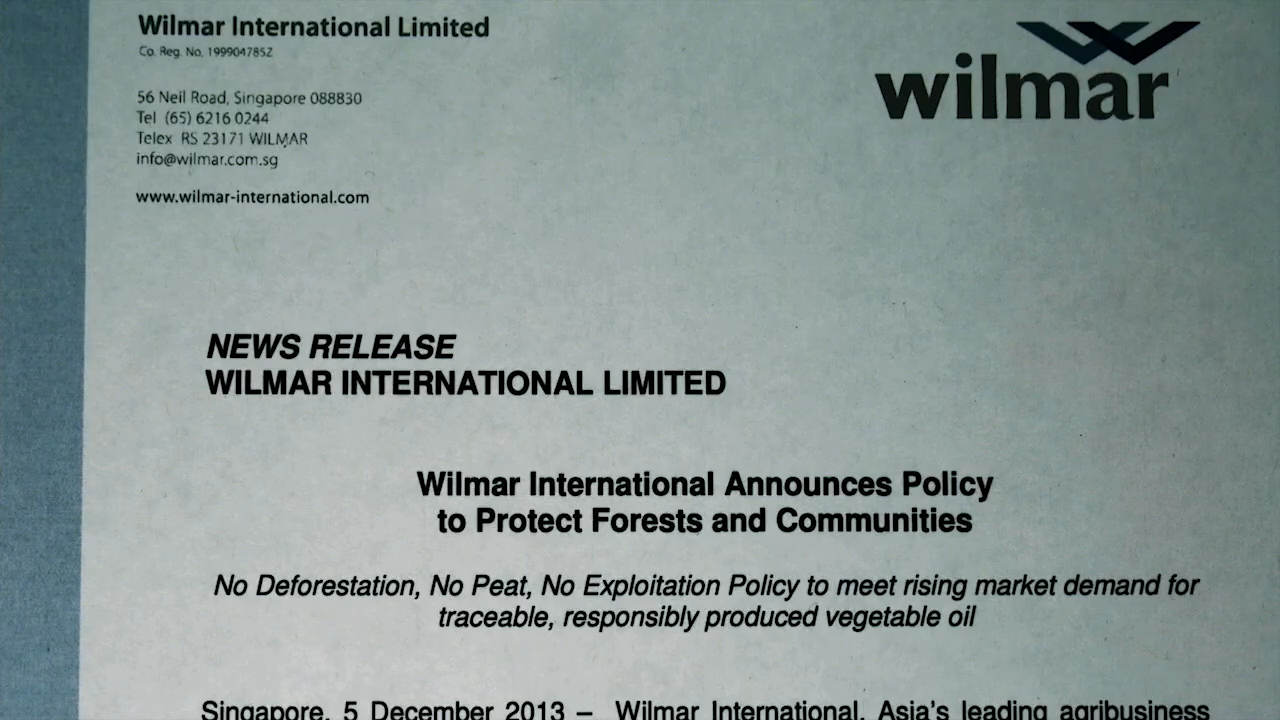 Wilmar International Limited
Co. Reg. No. 199904785Z
56 Neil Road, Singapore 088830
Tel (65) 6216 0244
Telex RS 23171 WILMAR
info@wilmar.com.sg
www.wilmar-international.com
wilmar
NEWS RELEASE
WILMAR INTERNATIONAL LIMITED
Wilmar International Announces Policy
to Protect Forests and Communities
No Deforestation, No Peat, No Exploitation Policy to meet rising market demand for
traceable, responsibly produced vegetable oil
Singapore, 5 December 2013 – Wilmar International, Asia's leading agribusiness